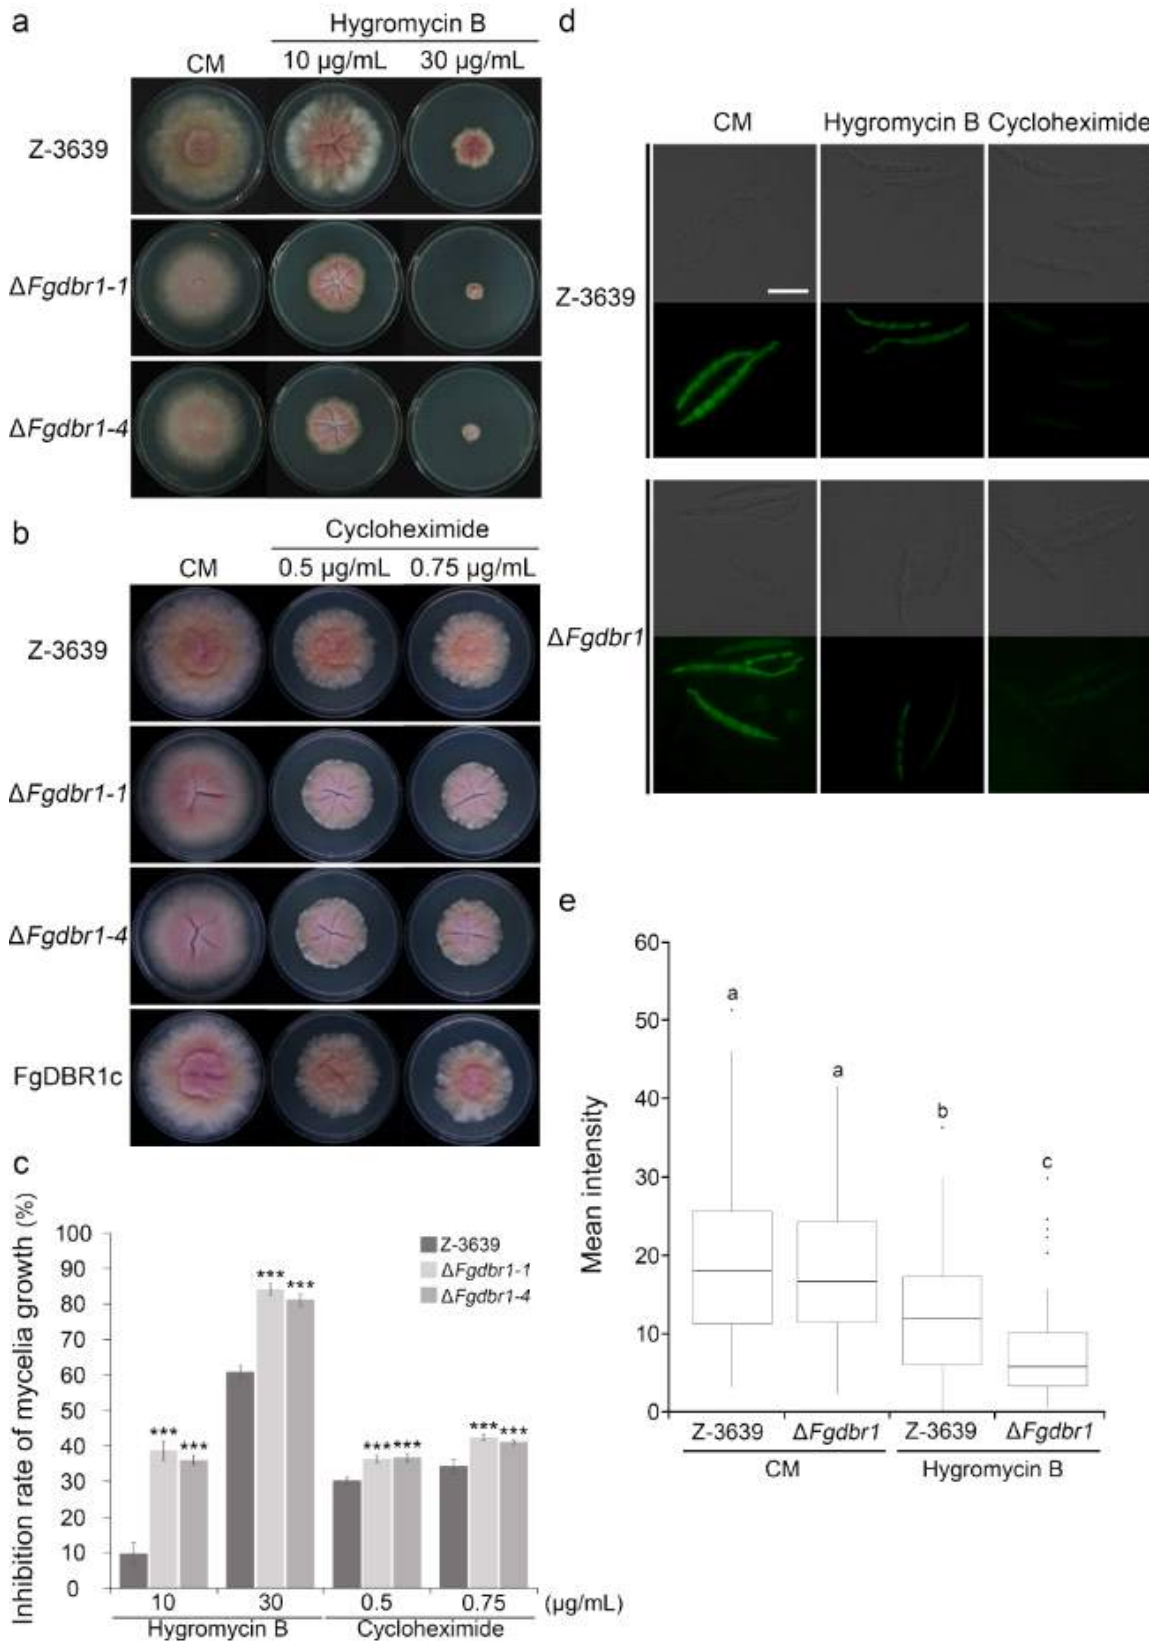 a
Hygromycin B
CM 10 µg/mL 30 µg/mL
Z-3639
ΔFgdbr1-1
ΔFgdbr1-4
b
Cycloheximide
CM 0.5 µg/mL 0.75 µg/mL
Z-3639
ΔFgdbr1-1
ΔFgdbr1-4
FgDBR1c
c
Inhibition rate of mycelia growth (%)
100
90
80
70
60
50
40
30
20
10
0
Z-3639
ΔFgdbr1-1
ΔFgdbr1-4
*** ***
*** ***
*** ***
*** ***
10 30 0.5 0.75 (µg/mL)
Hygromycin B Cycloheximide
d
CM Hygromycin B Cycloheximide
Z-3639
ΔFgdbr1
e
Mean intensity
60
50
40
30
20
10
0
a
a
b
c
Z-3639 ΔFgdbr1 Z-3639 ΔFgdbr1
CM Hygromycin B